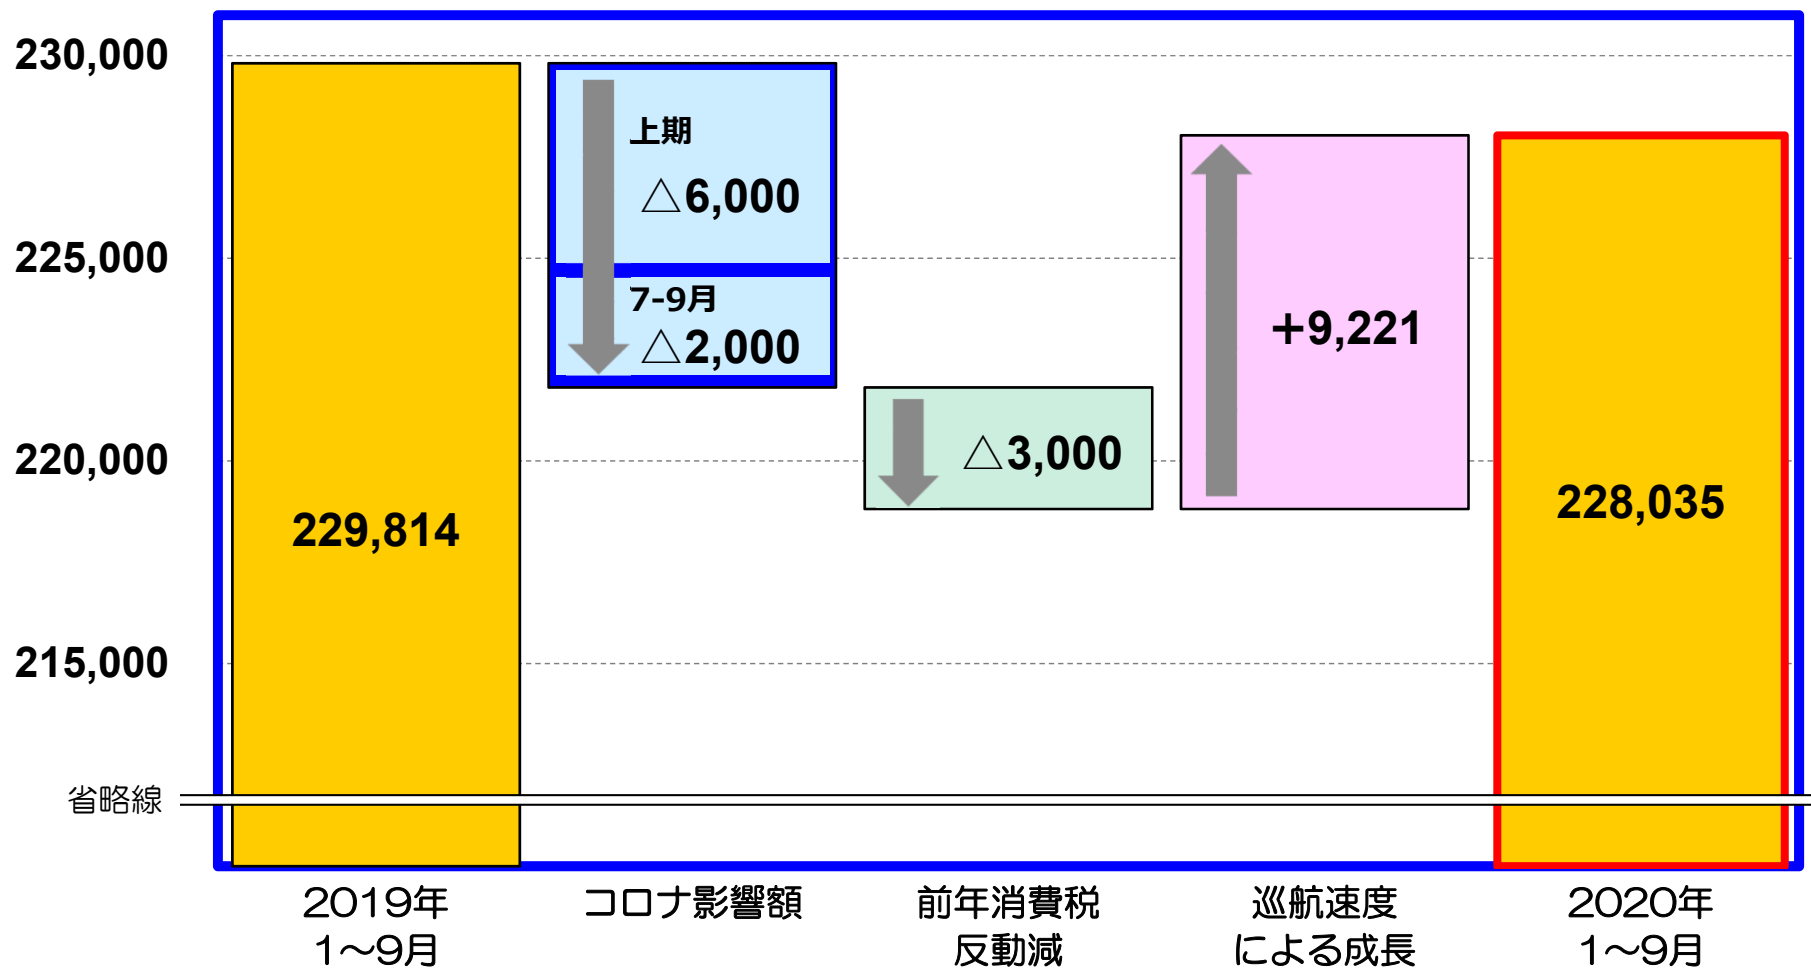 230,000
225,000
220,000
215,000
省略線
229,814
上期
△6,000
7-9月
△2,000
△3,000
+9,221
228,035
2019年
1～9月
コロナ影響額
前年消費税
反動減
巡航速度
による成長
2020年
1～9月